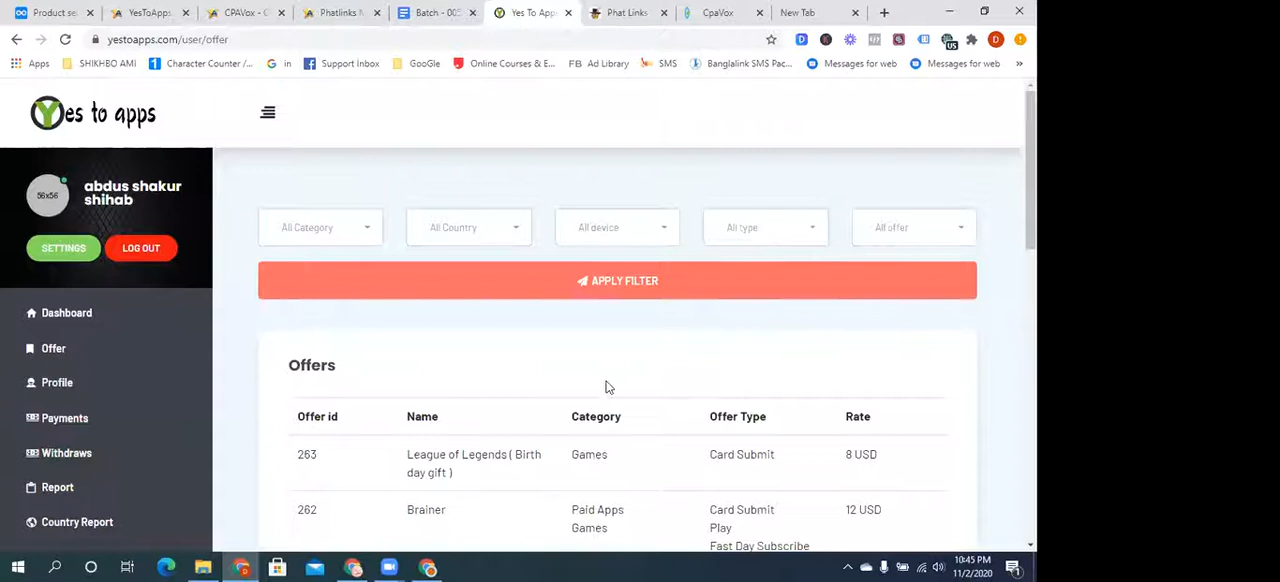 Product se
YesToApps
CPAVox - C
Phatlinks N
Batch - 005
Yes To App
Phat Links
CpaVox
New Tab
yestoapps.com/user/offer
US
D
Apps
SHIKHBO AMi
Character Counter /...
in
Support Inbox
GooGle
Online Courses & E...
FB Ad Library
SMS
Banglalink SMS Pac...
Messages for web
Messages for web
»
Yes to apps
56x56
abdus shakur
shihab
SETTINGS
LOG OUT
Dashboard
Offer
Profile
Payments
Withdraws
Report
Country Report
All Category
All Country
All device
All type
All offer
APPLY FILTER
Offers
Offer id Name Category Offer Type Rate
263 League of Legends ( Birth Games Card Submit 8 USD
day gift )
262 Brainer Paid Apps Card Submit 12 USD
Games Play
Fast Day Subscribe
10:45 PM
11/2/2020